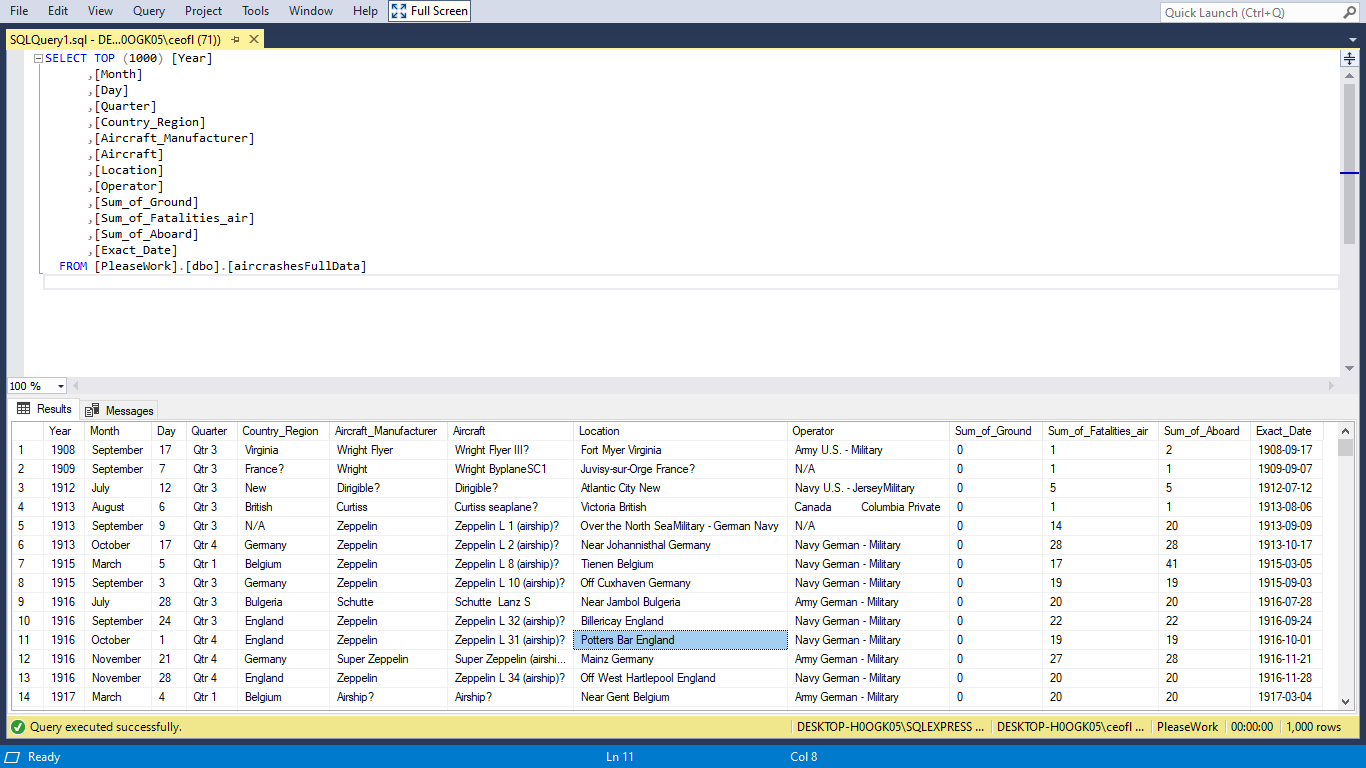 File Edit View Query Project Tools Window Help Full Screen Quick Launch (Ctrl+Q)
SQLQuery1.sql - DE...0OGK05\ceofl (71))
SELECT TOP (1000) [Year]
,[Month]
,[Day]
,[Quarter]
,[Country_Region]
,[Aircraft_Manufacturer]
,[Aircraft]
,[Location]
,[Operator]
,[Sum_of_Ground]
,[Sum_of_Fatalities_air]
,[Sum_of_Aboard]
,[Exact_Date]
FROM [PleaseWork].[dbo].[aircrashesFullData]
100 %
Results Messages
Year Month Day Quarter Country_Region Aircraft_Manufacturer Aircraft Location Operator Sum_of_Ground Sum_of_Fatalities_air Sum_of_Aboard Exact_Date
1 1908 September 17 Qtr 3 Virginia Wright Flyer Wright Flyer III? Fort Myer Virginia Army U.S. - Military 0 1 2 1908-09-17
2 1909 September 7 Qtr 3 France? Wright Wright ByplaneSC1 Juvisy-sur-Orge France? N/A 0 1 1 1909-09-07
3 1912 July 12 Qtr 3 New Dirigible? Dirigible? Atlantic City New Navy U.S. - JerseyMilitary 0 5 5 1912-07-12
4 1913 August 6 Qtr 3 British Curtiss Curtiss seaplane? Victoria British Canada Columbia Private 0 1 1 1913-08-06
5 1913 September 9 Qtr 3 N/A Zeppelin Zeppelin L 1 (airship)? Over the North SeaMilitary - German Navy N/A 0 14 20 1913-09-09
6 1913 October 17 Qtr 4 Germany Zeppelin Zeppelin L 2 (airship)? Near Johannisthal Germany Navy German - Military 0 28 28 1913-10-17
7 1915 March 5 Qtr 1 Belgium Zeppelin Zeppelin L 8 (airship)? Tienen Belgium Navy German - Military 0 17 41 1915-03-05
8 1915 September 3 Qtr 3 Germany Zeppelin Zeppelin L 10 (airship)? Off Cuxhaven Germany Navy German - Military 0 19 19 1915-09-03
9 1916 July 28 Qtr 3 Bulgeria Schutte Schutte Lanz S Near Jambol Bulgeria Army German - Military 0 20 20 1916-07-28
10 1916 September 24 Qtr 3 England Zeppelin Zeppelin L 32 (airship)? Billericay England Navy German - Military 0 22 22 1916-09-24
11 1916 October 1 Qtr 4 England Zeppelin Zeppelin L 31 (airship)? Potters Bar England Navy German - Military 0 19 19 1916-10-01
12 1916 November 21 Qtr 4 Germany Super Zeppelin Super Zeppelin (airshi... Mainz Germany Army German - Military 0 27 28 1916-11-21
13 1916 November 28 Qtr 4 England Zeppelin Zeppelin L 34 (airship)? Off West Hartlepool England Navy German - Military 0 20 20 1916-11-28
14 1917 March 4 Qtr 1 Belgium Airship? Airship? Near Gent Belgium Army German - Military 0 20 20 1917-03-04
Query executed successfully. DESKTOP-H0OGK05\SQLEXPRESS ... DESKTOP-H0OGK05\ceofl ... PleaseWork 00:00:00 1,000 rows
Ready Ln 11 Col 8